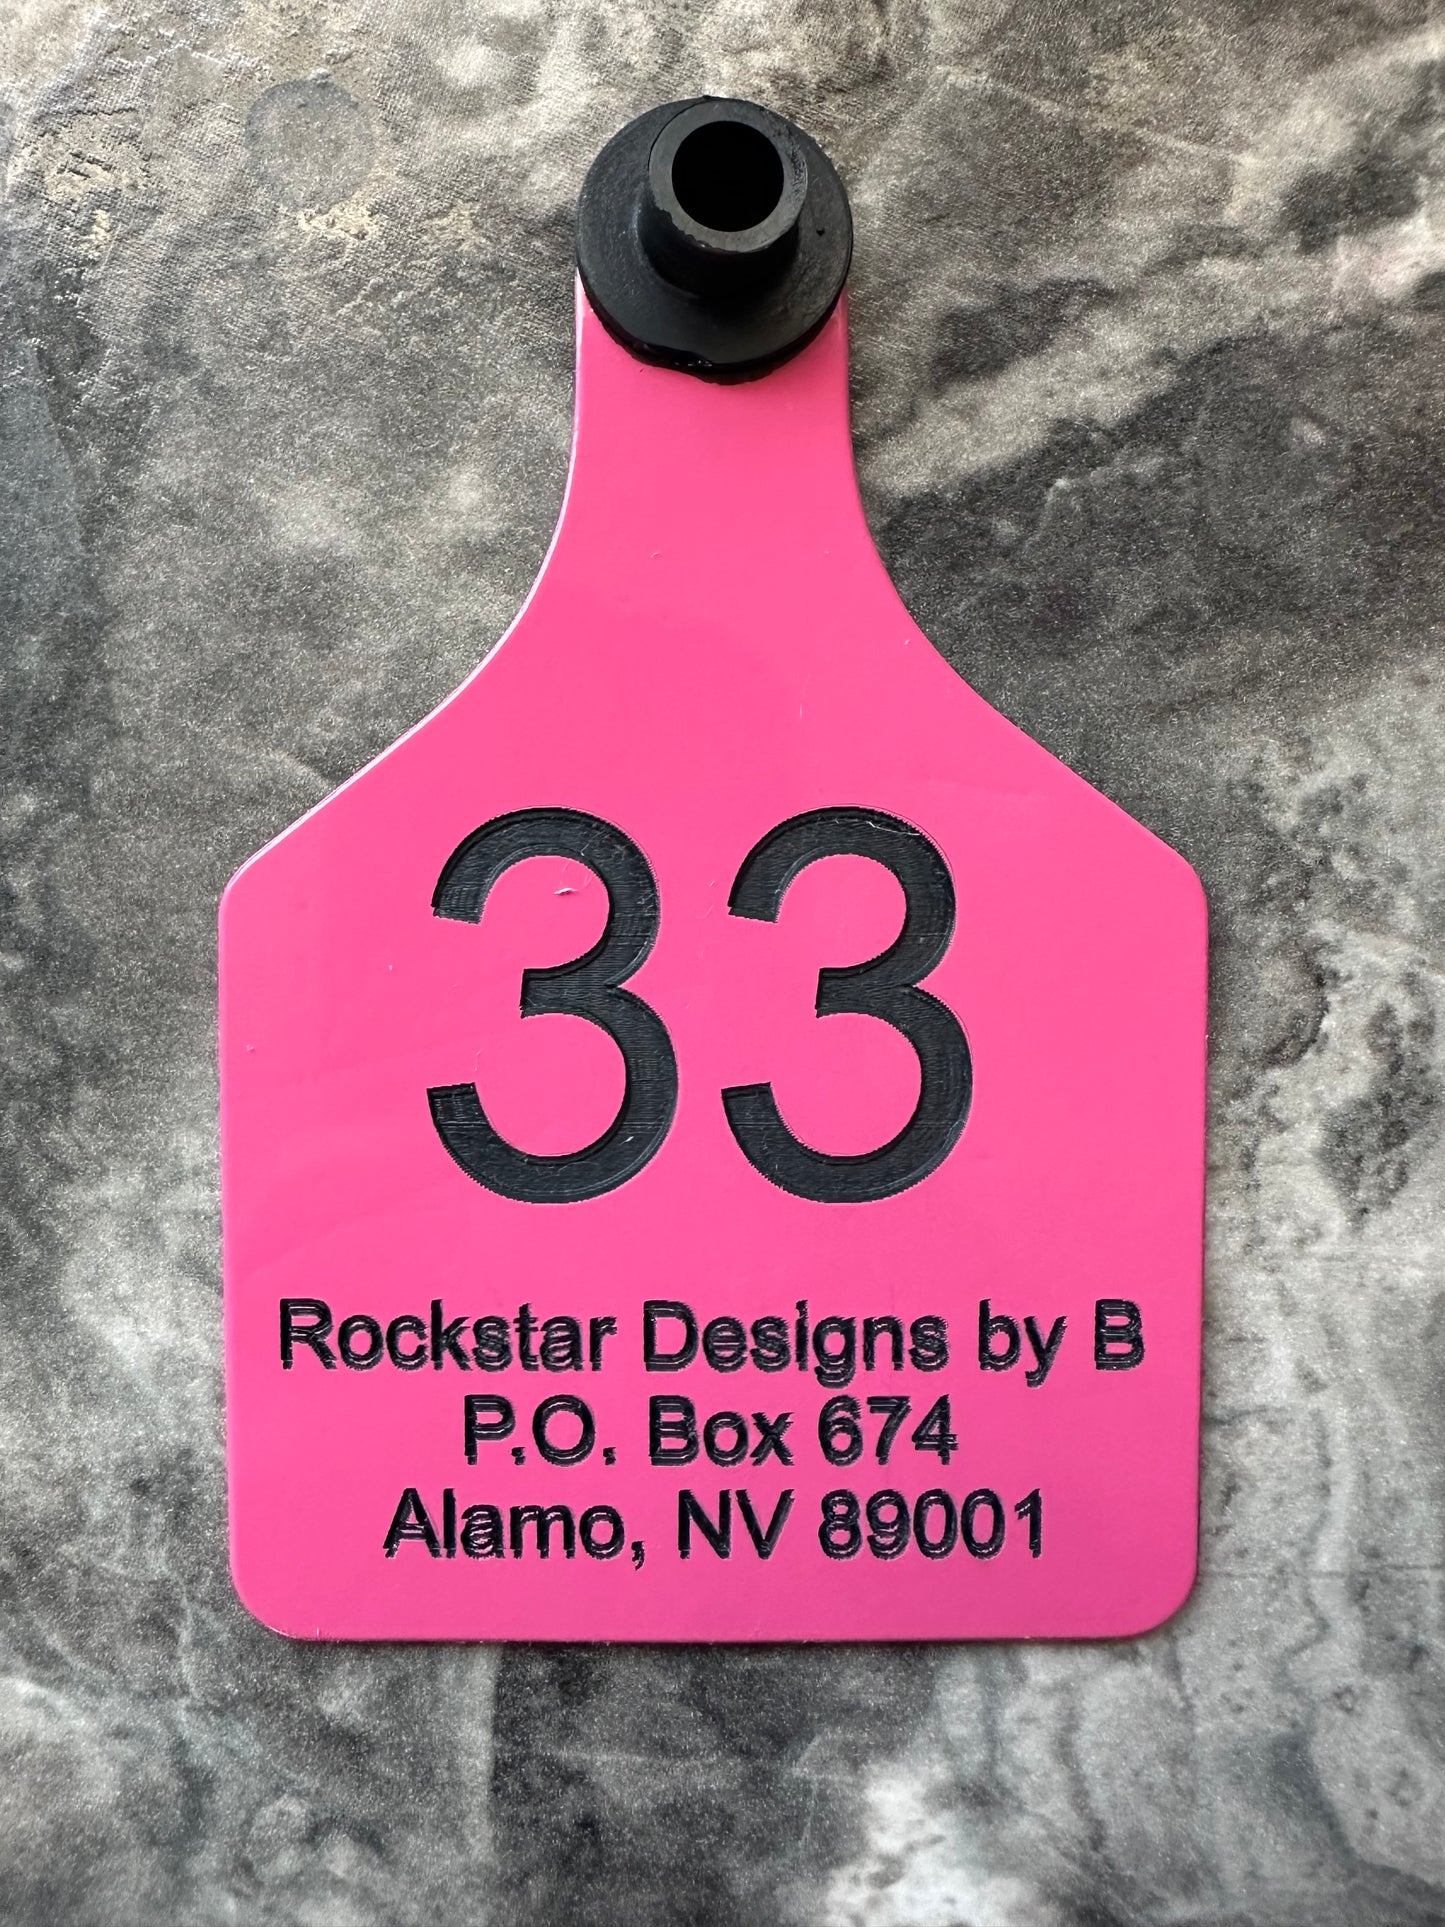 33
Rockstar Designs by B
P.O. Box 674
Alamo, NV 89001